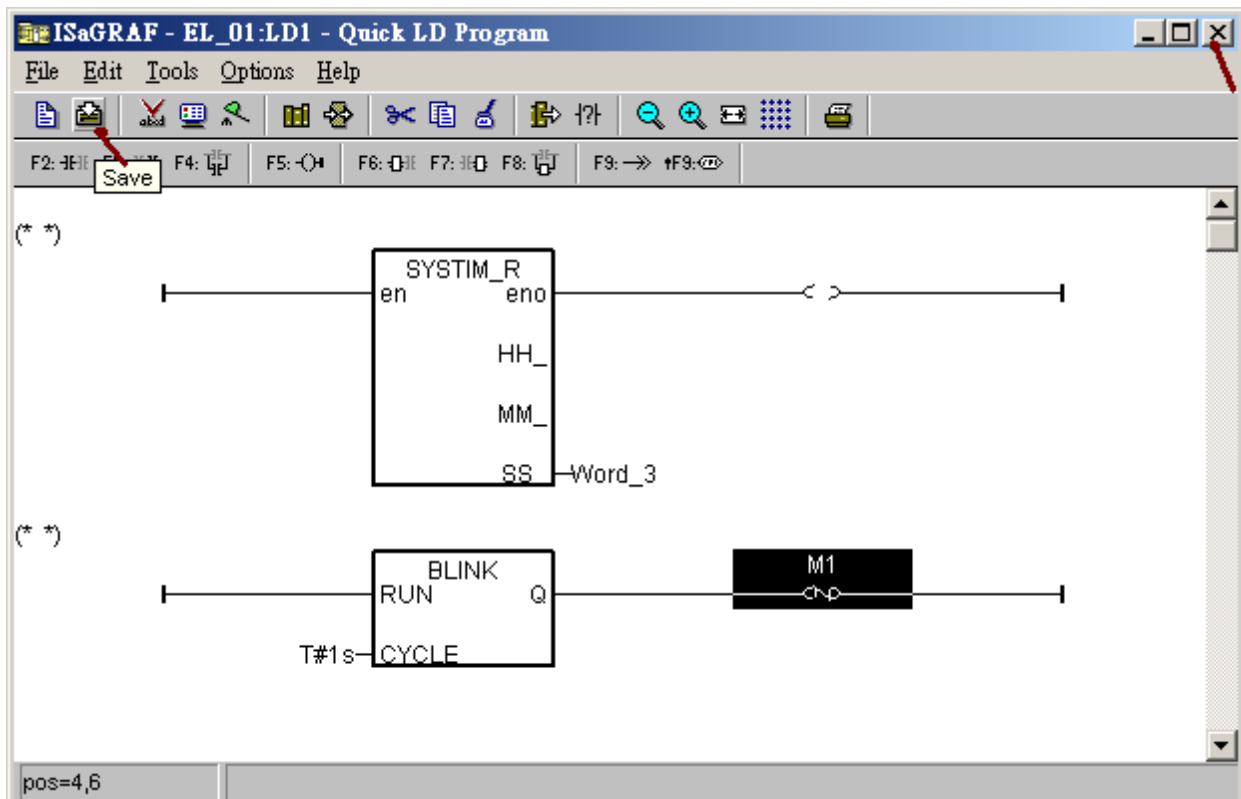 ISaGRAF - EL_01:LD1 - Quick LD Program
File Edit Tools Options Help
F2: F4: F5: F6: F7: F8: F9: ↑F9:
Save
(* *)
SYSTIM_R
en eno
HH_
MM_
SS_ Word_3
(* *)
BLINK M1
RUN Q
T#1s CYCLE
pos=4,6